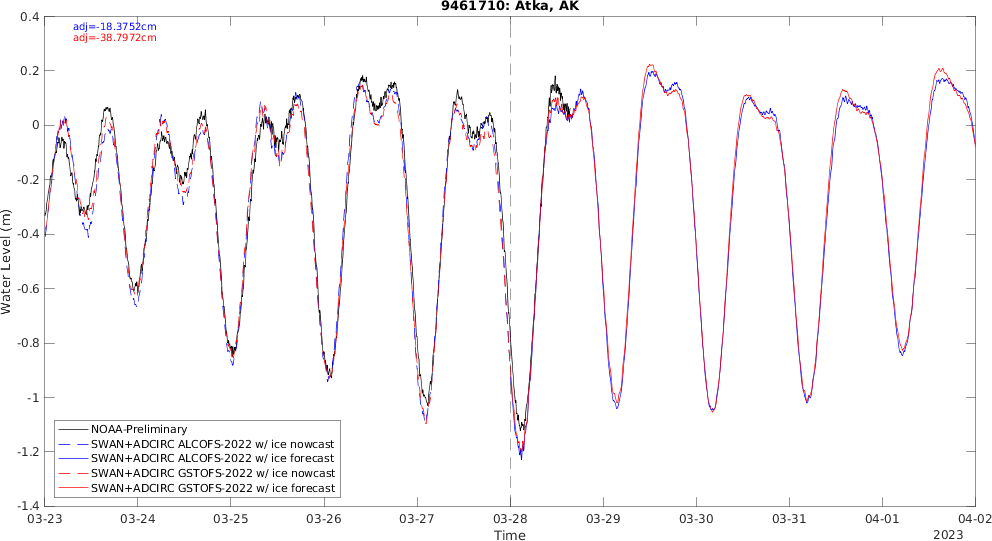 9461710: Atka, AK
adj=-18.3752cm
adj=-38.7972cm
0.4
0.2
0
-0.2
-0.4
-0.6
-0.8
-1
-1.2
-1.4
Water Level (m)
NOAA-Preliminary
SWAN+ADCIRC ALCOFS-2022 w/ ice nowcast
SWAN+ADCIRC ALCOFS-2022 w/ ice forecast
SWAN+ADCIRC GSTOFS-2022 w/ ice nowcast
SWAN+ADCIRC GSTOFS-2022 w/ ice forecast
03-23 03-24 03-25 03-26 03-27 03-28 03-29 03-30 03-31 04-01 04-02
Time
2023